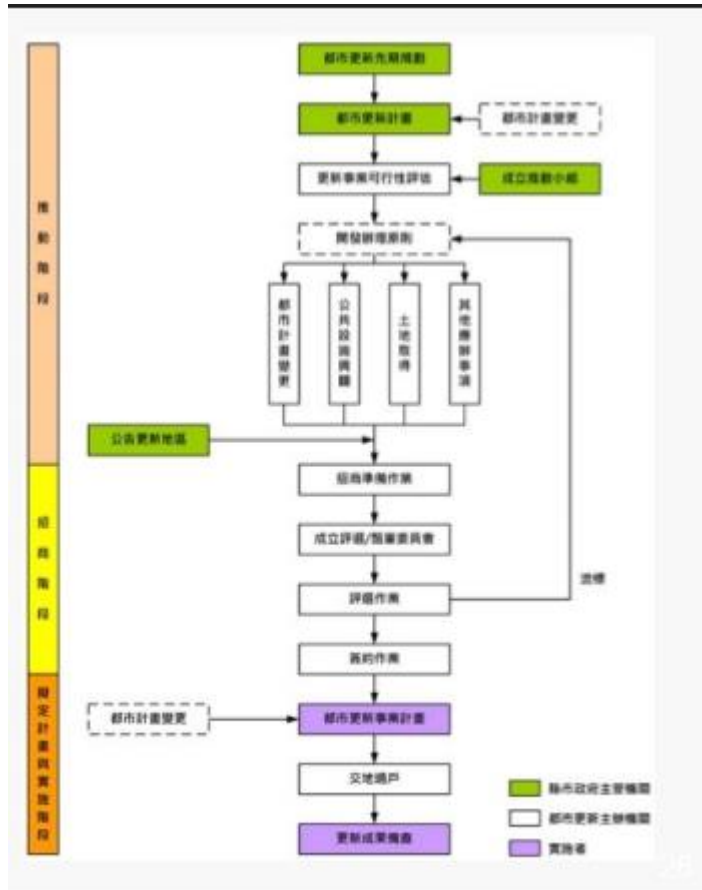 都市更新先期規劃
都市更新計畫
都市計畫變更
更新事業可行性評估
成立推動小組
推動階段
開發辦理原則
都市計畫變更
公共設施興闢
土地取得
其他應辦事項
公告更新地區
招商準備作業
招商階段
成立評選/甄審委員會
評選作業
流標
簽約作業
擬定計畫與實施階段
都市計畫變更
都市更新事業計畫
交地過戶
更新成果備查
縣市政府主管機關
都市更新主辦機關
實施者
28